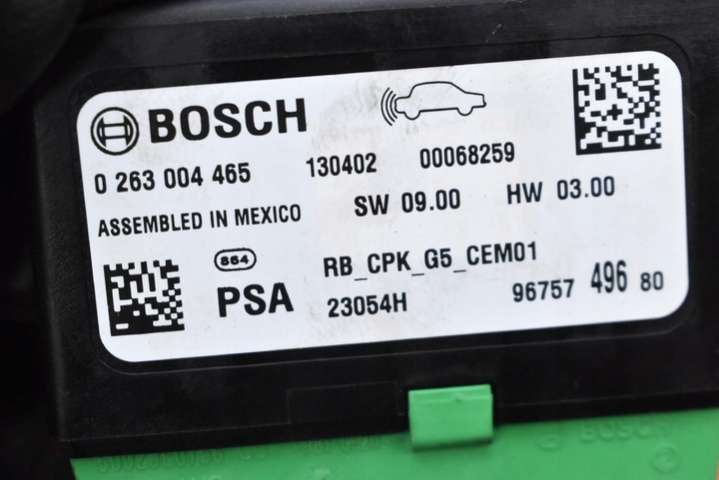 BOSCH
0 263 004 465 130402 00068259
ASSEMBLED IN MEXICO SW 09.00 HW 03.00
864 RB_CPK_G5_CEM01
PSA 23054H 96757 496 80
BOSCH